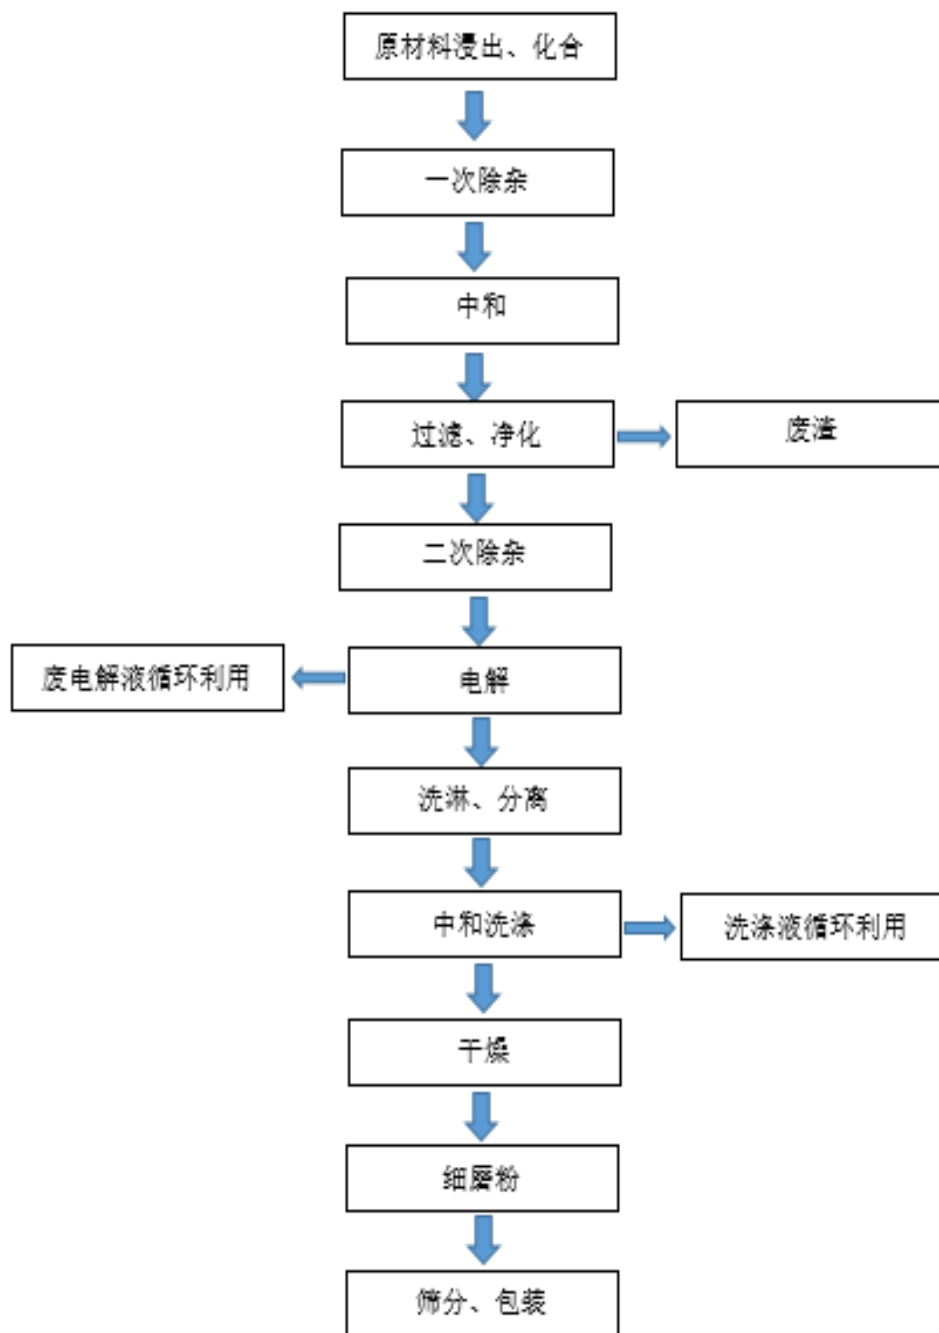 原材料浸出、化合
一次除杂
中和
过滤、净化
废渣
二次除杂
废电解液循环利用
电解
洗淋、分离
中和洗涤
洗涤液循环利用
干燥
细磨粉
筛分、包装